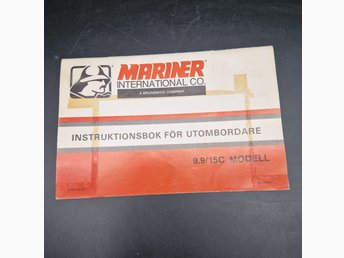 MARINER
INTERNATIONAL CO.
A BRUNSWICK COMPANY
INSTRUKTIONSBOK FÖR UTOMBORDARE
9.9/15C MODELL